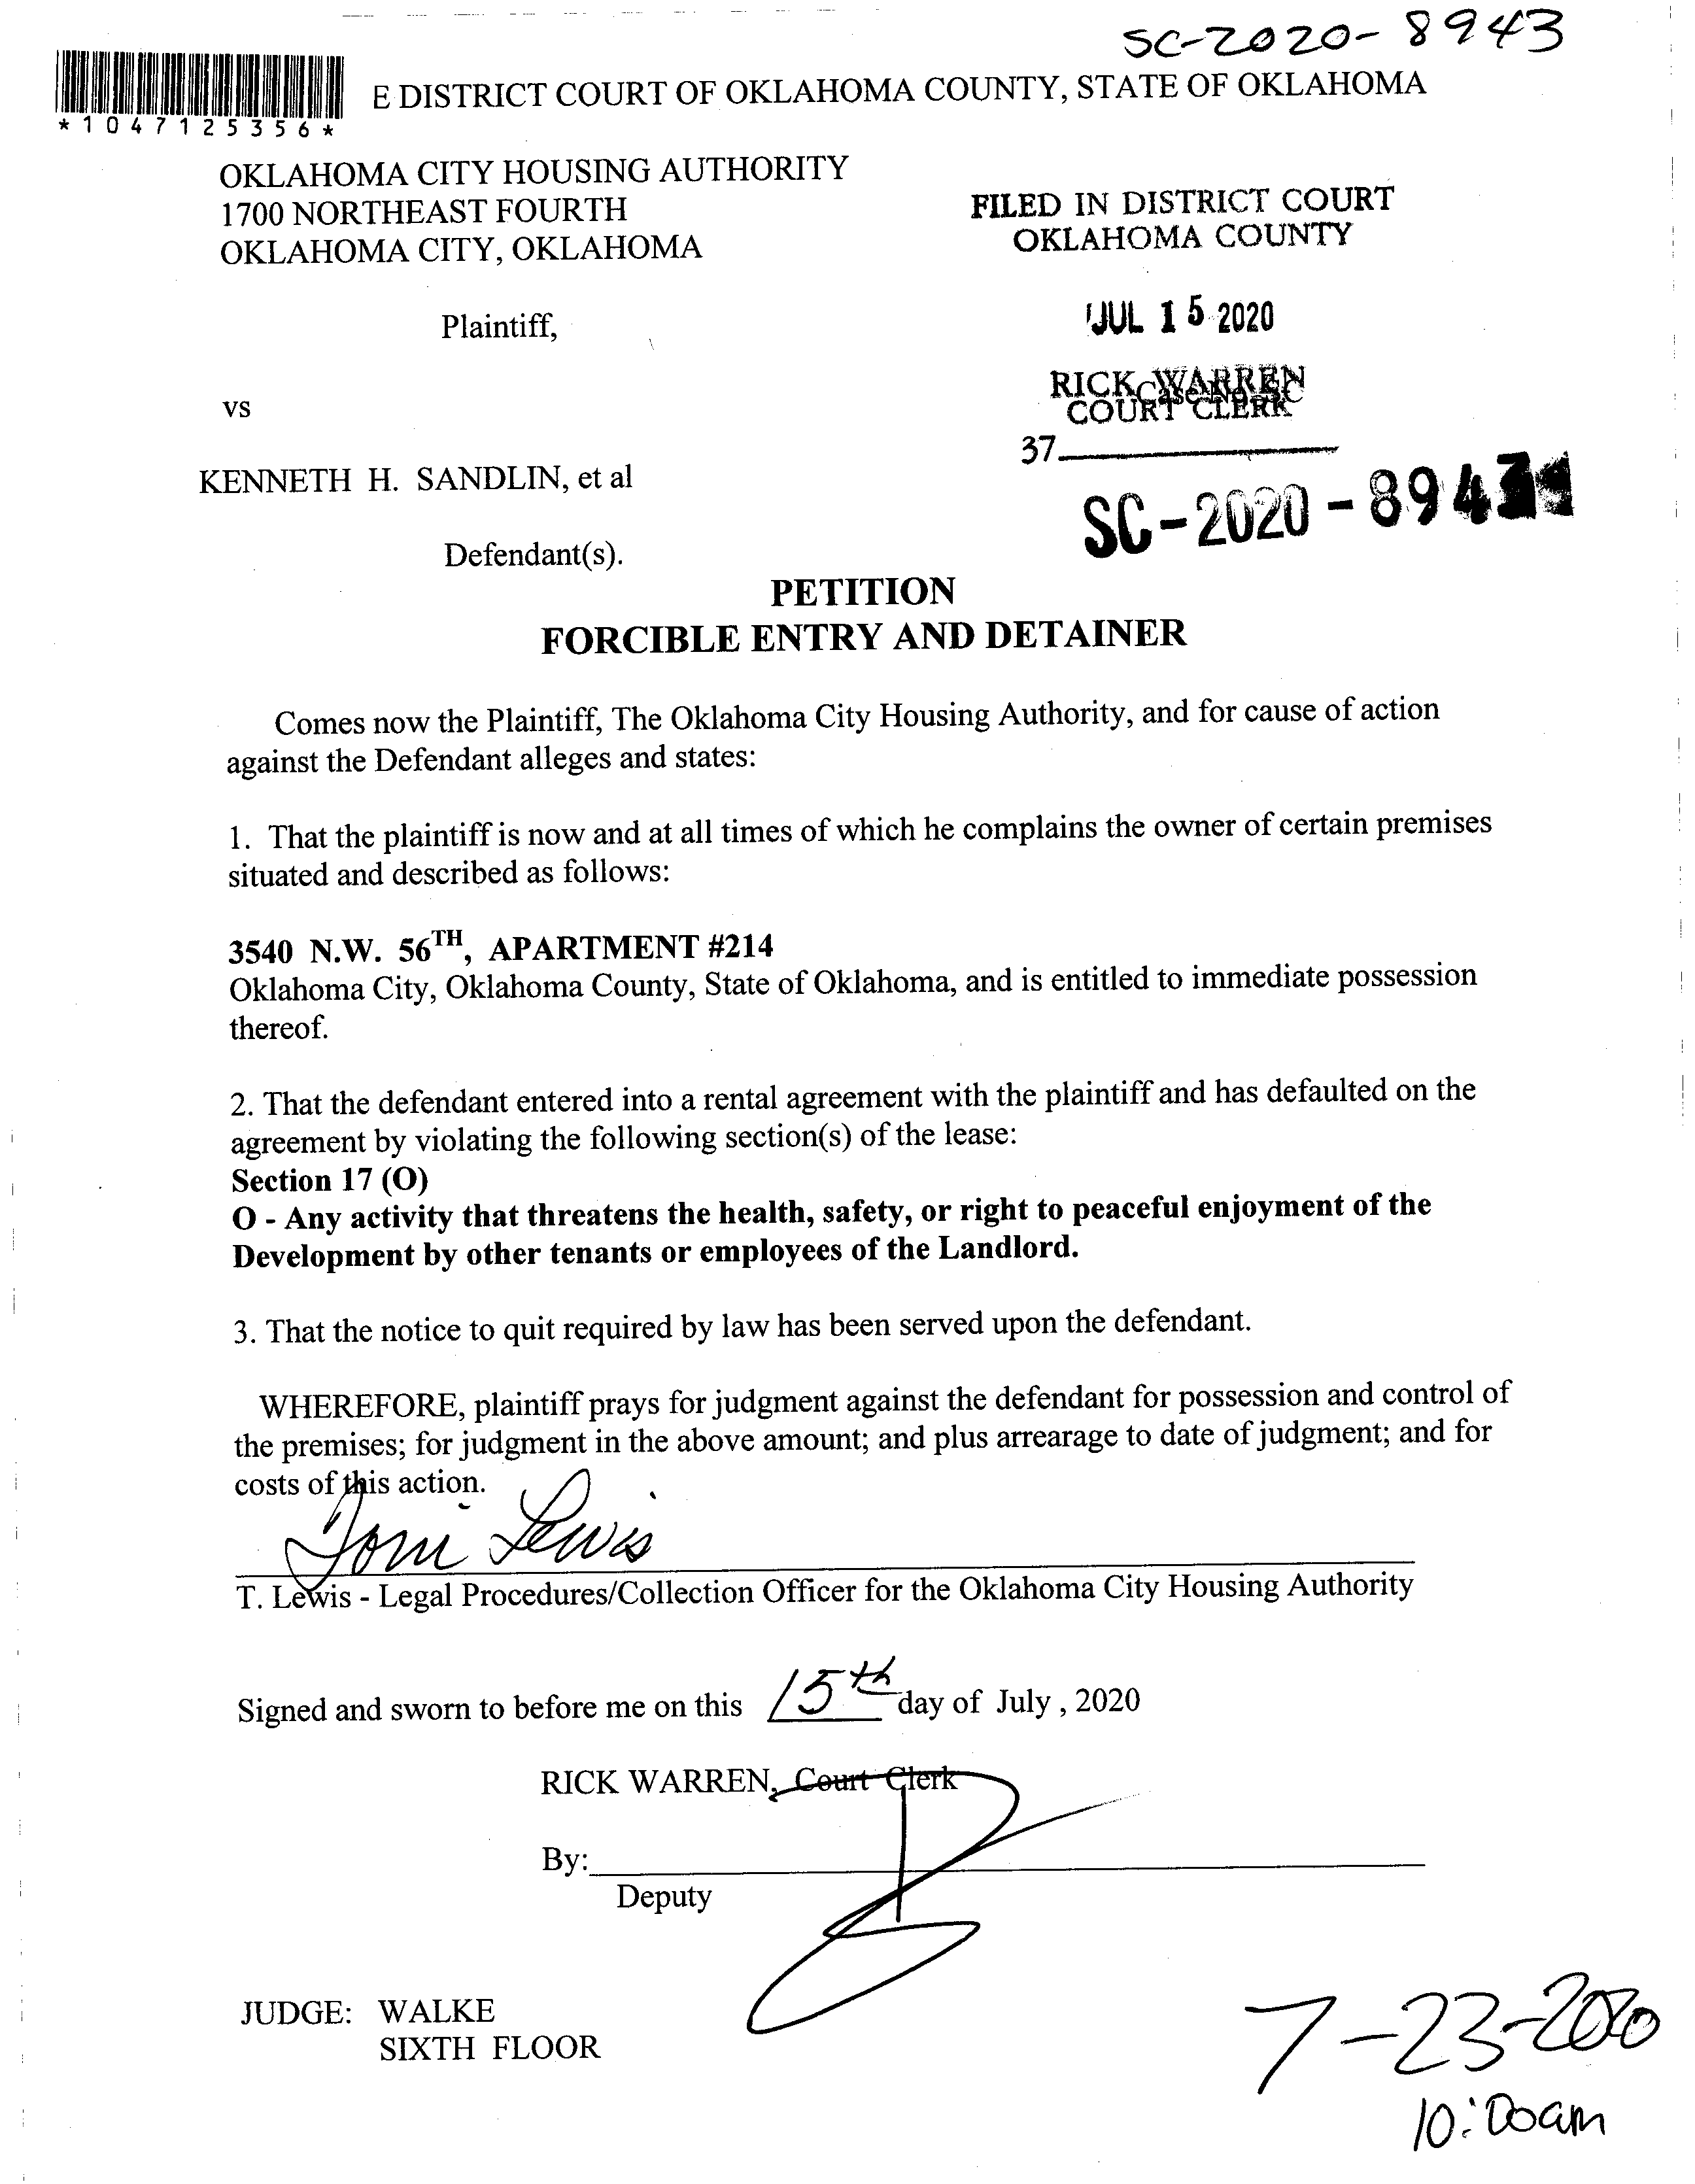 SC-2020-8943
*1047125356*
E DISTRICT COURT OF OKLAHOMA COUNTY, STATE OF OKLAHOMA
OKLAHOMA CITY HOUSING AUTHORITY
1700 NORTHEAST FOURTH
OKLAHOMA CITY, OKLAHOMA
FILED IN DISTRICT COURT
OKLAHOMA COUNTY
Plaintiff,
JUL 15 2020
vs
RICK WARREN
COURT CLERK
Case No. SC
37
KENNETH H. SANDLIN, et al
SC-2020-894
Defendant(s).
PETITION
FORCIBLE ENTRY AND DETAINER
Comes now the Plaintiff, The Oklahoma City Housing Authority, and for cause of action
against the Defendant alleges and states:
1. That the plaintiff is now and at all times of which he complains the owner of certain premises
situated and described as follows:
3540 N.W. 56TH, APARTMENT #214
Oklahoma City, Oklahoma County, State of Oklahoma, and is entitled to immediate possession
thereof.
2. That the defendant entered into a rental agreement with the plaintiff and has defaulted on the
agreement by violating the following section(s) of the lease:
Section 17 (O)
O - Any activity that threatens the health, safety, or right to peaceful enjoyment of the
Development by other tenants or employees of the Landlord.
3. That the notice to quit required by law has been served upon the defendant.
WHEREFORE, plaintiff prays for judgment against the defendant for possession and control of
the premises; for judgment in the above amount; and plus arrearage to date of judgment; and for
costs of this action.
Toni Lewis
T. Lewis - Legal Procedures/Collection Officer for the Oklahoma City Housing Authority
Signed and sworn to before me on this 15th day of July , 2020
RICK WARREN, Court Clerk
By:
Deputy
JUDGE: WALKE
SIXTH FLOOR
7-23-2020
10:00am